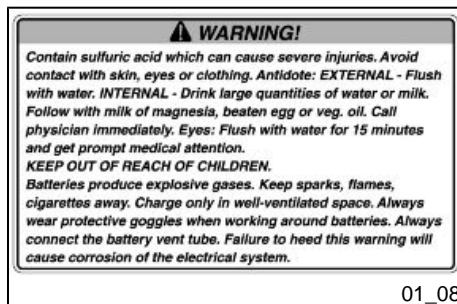 WARNING!
Contain sulfuric acid which can cause severe injuries. Avoid
contact with skin, eyes or clothing. Antidote: EXTERNAL - Flush
with water. INTERNAL - Drink large quantities of water or milk.
Follow with milk of magnesia, beaten egg or veg. oil. Call
physician immediately. Eyes: Flush with water for 15 minutes
and get prompt medical attention.
KEEP OUT OF REACH OF CHILDREN.
Batteries produce explosive gases. Keep sparks, flames,
cigarettes away. Charge only in well-ventilated space. Always
wear protective goggles when working around batteries. Always
connect the battery vent tube. Failure to heed this warning will
cause corrosion of the electrical system.
01_08